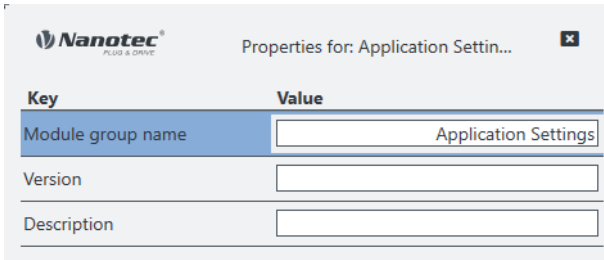 Nanotec®
PLUG & DRIVE
Properties for: Application Settin...
Key Value
Module group name Application Settings
Version
Description